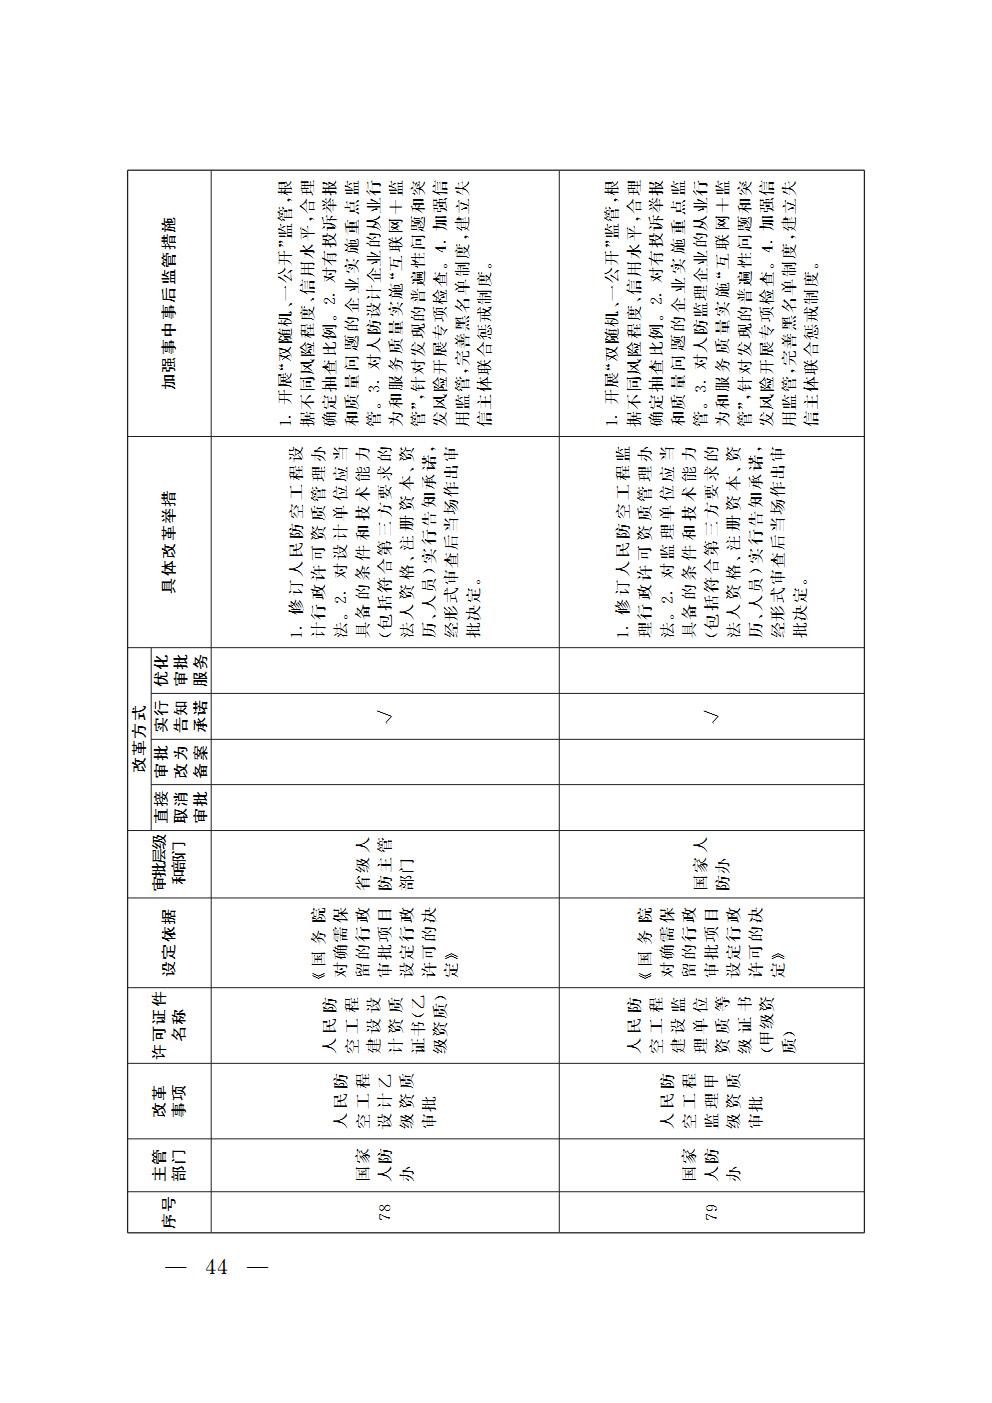 序号
主管
部门
改革
事项
许可证件
名称
设定依据
审批层级
和部门
改革方式
直接
取消
审批
审批
改为
备案
实行
告知
承诺
优化
审批
服务
具体改革举措
加强事中事后监管措施
78
国家
人防
办
人民防
空工程
设计乙
级资质
审批
人民防
空工程
建设设
计资质
证书(乙
级资质)
《国务院
对确需保
留的行政
审批项目
设定行政
许可的决
定》
省级人
防主管
部门
√
1. 修订人民防空工程设
计行政许可资质管理办
法。2. 对设计单位应当
具备的条件和技术能力
(包括符合第三方要求的
法人资格、注册资本、资
历、人员)实行告知承诺,
经形式审查后当场作出审
批决定。
1. 开展“双随机、一公开”监管,根
据不同风险程度、信用水平,合理
确定抽查比例。2. 对有投诉举报
和质量问题的企业实施重点监
管。3. 对人防设计企业的从业行
为和服务质量实施“互联网+监
管”,针对发现的普遍性问题和突
发风险开展专项检查。4. 加强信
用监管,完善黑名单制度,建立失
信主体联合惩戒制度。
79
国家
人防
办
人民防
空工程
监理甲
级资质
审批
人民防
空工程
建设监
理单位
资质等
级证书
(甲级资
质)
《国务院
对确需保
留的行政
审批项目
设定行政
许可的决
定》
国家人
防办
√
1. 修订人民防空工程监
理行政许可资质管理办
法。2. 对监理单位应当
具备的条件和技术能力
(包括符合第三方要求的
法人资格、注册资本、资
历、人员)实行告知承诺,
经形式审查后当场作出审
批决定。
1. 开展“双随机、一公开”监管,根
据不同风险程度、信用水平,合理
确定抽查比例。2. 对有投诉举报
和质量问题的企业实施重点监
管。3. 对人防监理企业的从业行
为和服务质量实施“互联网+监
管”,针对发现的普遍性问题和突
发风险开展专项检查。4. 加强信
用监管,完善黑名单制度,建立失
信主体联合惩戒制度。
— 44 —